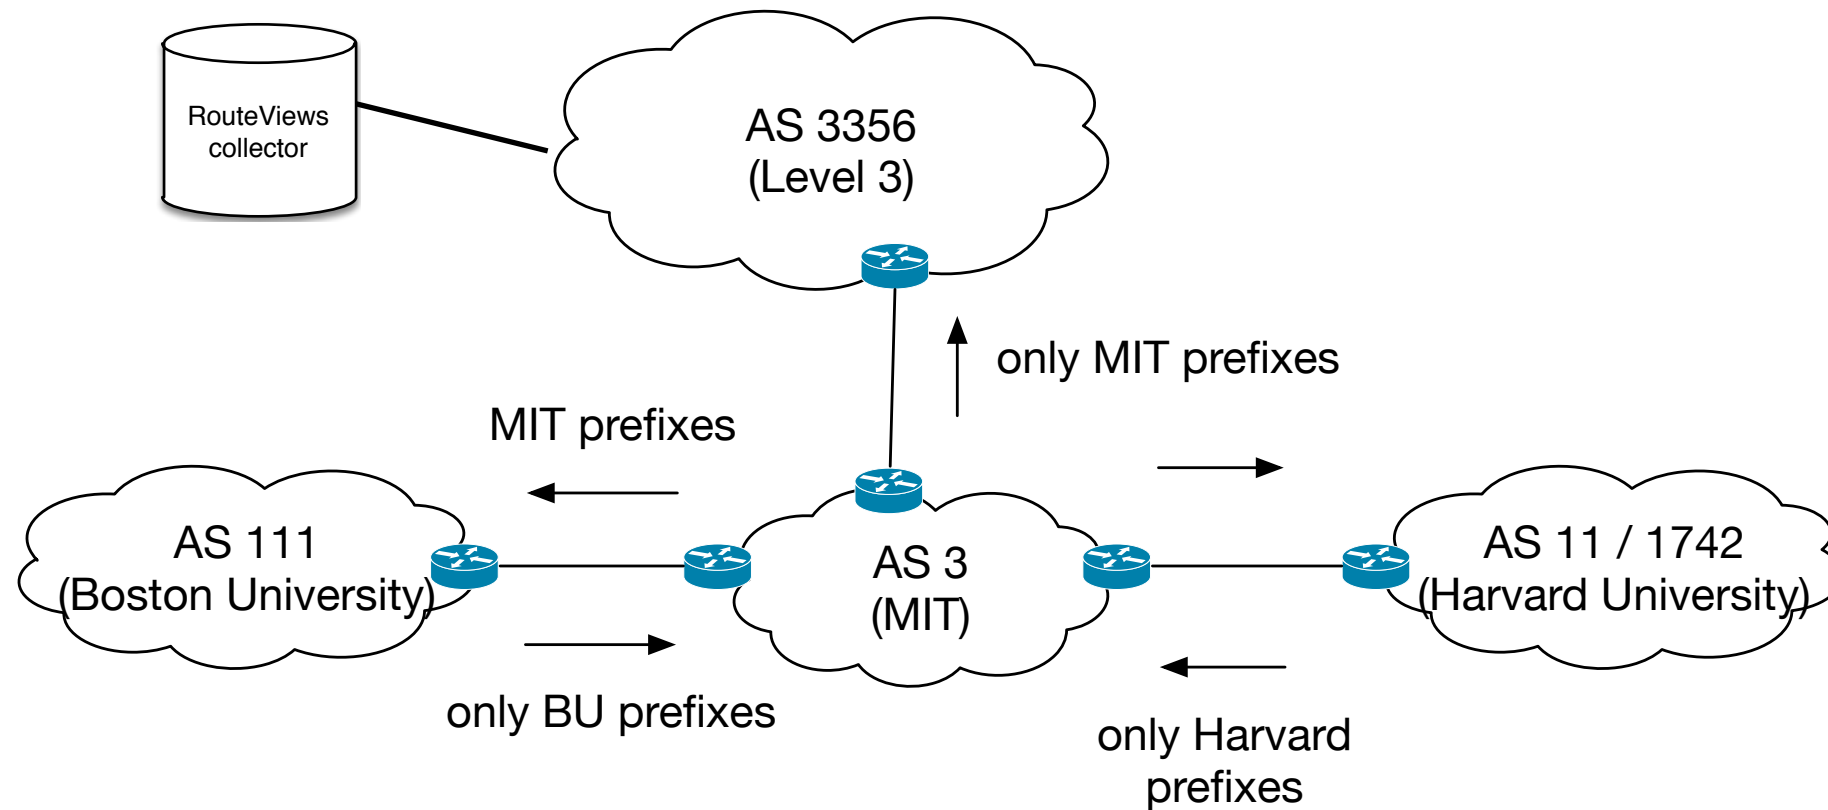 RouteViews
collector
AS 3356
(Level 3)
only MIT prefixes
MIT prefixes
AS 111
(Boston University)
AS 3
(MIT)
AS 11 / 1742
(Harvard University)
only BU prefixes
only Harvard
prefixes